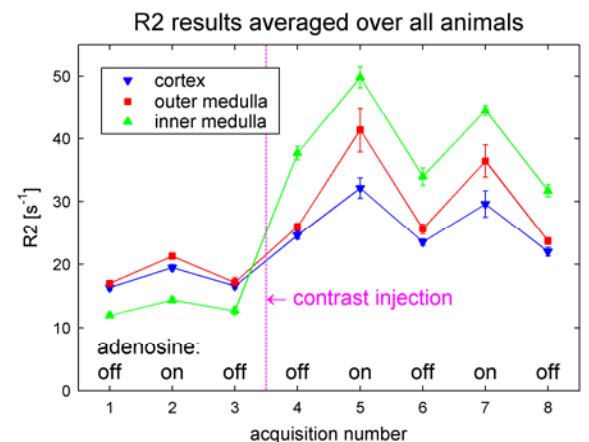 R2 results averaged over all animals
50
40
30
20
10
0
R2 [s⁻¹]
cortex
outer medulla
inner medulla
← contrast injection
adenosine:
off on off off on off on off
1 2 3 4 5 6 7 8
acquisition number